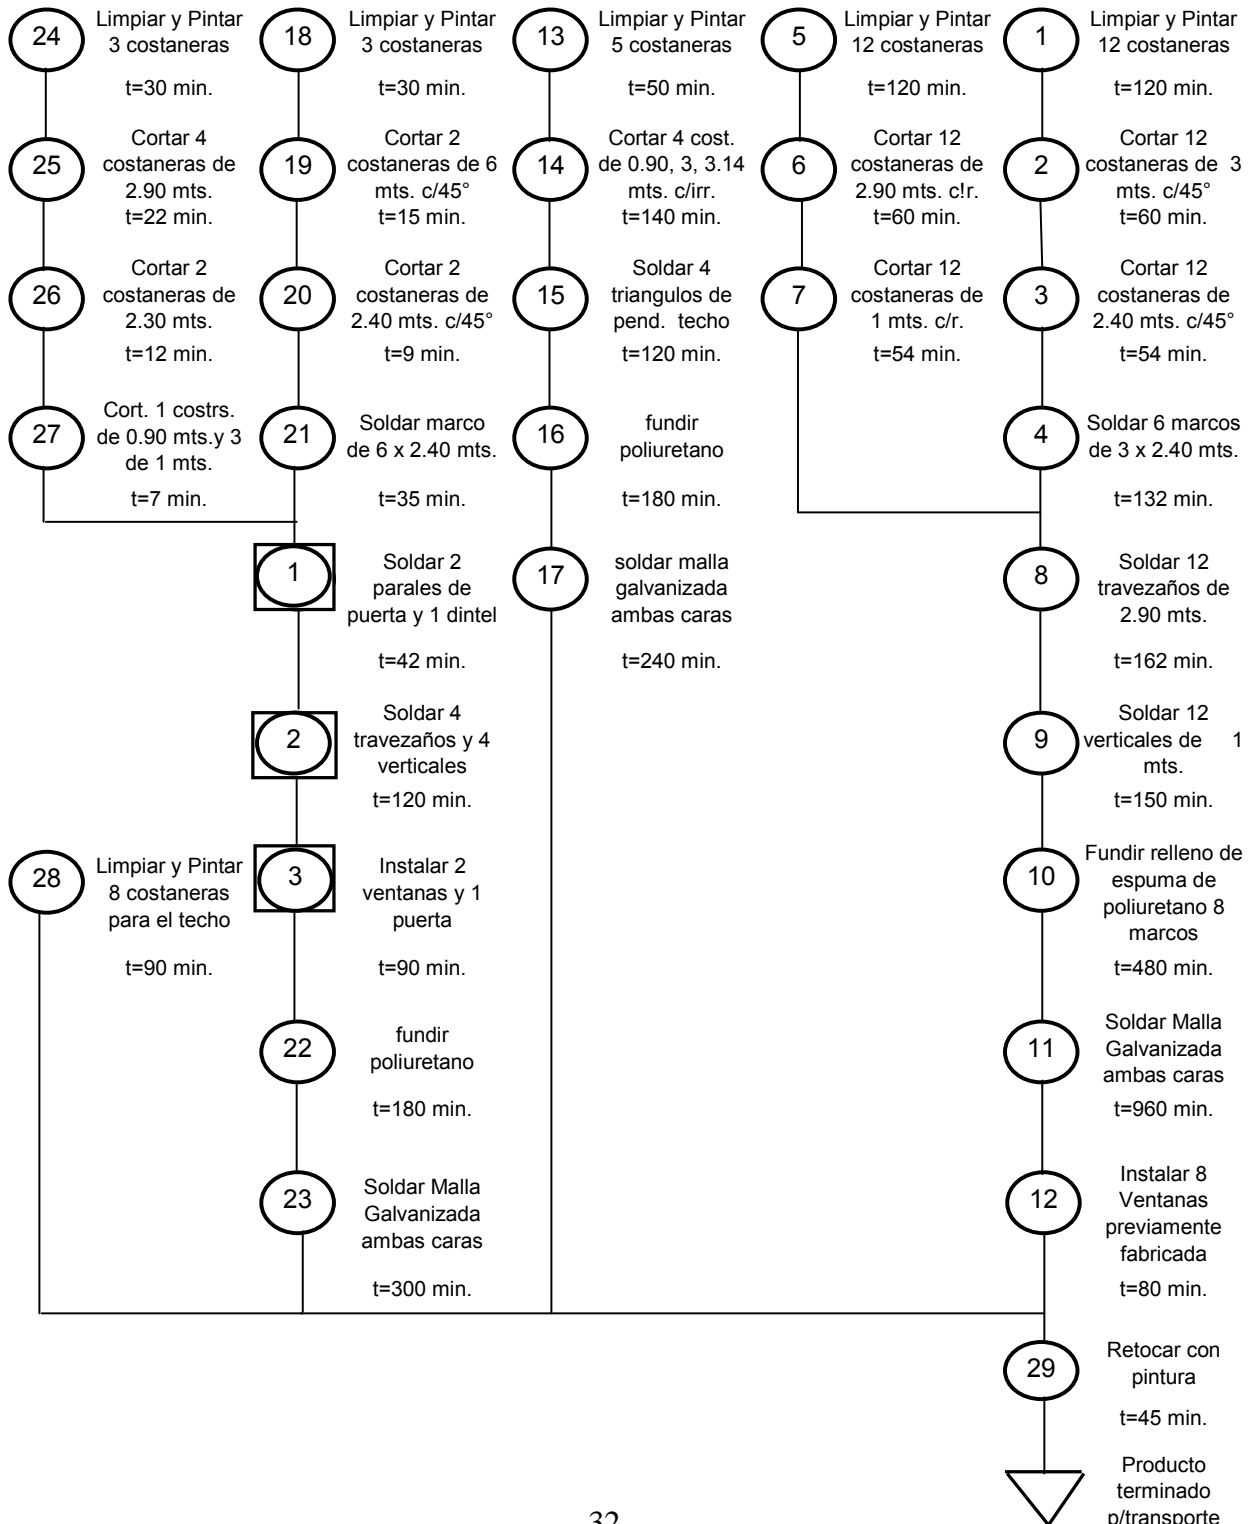 24
Limpiar y Pintar
3 costaneras
t=30 min.
18
Limpiar y Pintar
3 costaneras
t=30 min.
13
Limpiar y Pintar
5 costaneras
t=50 min.
5
Limpiar y Pintar
12 costaneras
t=120 min.
1
Limpiar y Pintar
12 costaneras
t=120 min.
25
Cortar 4
costaneras de
2.90 mts.
t=22 min.
19
Cortar 2
costaneras de 6
mts. c/45°
t=15 min.
14
Cortar 4 cost.
de 0.90, 3, 3.14
mts. c/irr.
t=140 min.
6
Cortar 12
costaneras de
2.90 mts. c!r.
t=60 min.
2
Cortar 12
costaneras de 3
mts. c/45°
t=60 min.
26
Cortar 2
costaneras de
2.30 mts.
t=12 min.
20
Cortar 2
costaneras de
2.40 mts. c/45°
t=9 min.
15
Soldar 4
triangulos de
pend. techo
t=120 min.
7
Cortar 12
costaneras de
1 mts. c/r.
t=54 min.
3
Cortar 12
costaneras de
2.40 mts. c/45°
t=54 min.
27
Cort. 1 costrs.
de 0.90 mts.y 3
de 1 mts.
t=7 min.
21
Soldar marco
de 6 x 2.40 mts.
t=35 min.
16
fundir
poliuretano
t=180 min.
4
Soldar 6 marcos
de 3 x 2.40 mts.
t=132 min.
1
Soldar 2
parales de
puerta y 1 dintel
t=42 min.
17
soldar malla
galvanizada
ambas caras
t=240 min.
8
Soldar 12
travezaños de
2.90 mts.
t=162 min.
2
Soldar 4
travezaños y 4
verticales
t=120 min.
9
Soldar 12
verticales de 1
mts.
t=150 min.
28
Limpiar y Pintar
8 costaneras
para el techo
t=90 min.
3
Instalar 2
ventanas y 1
puerta
t=90 min.
10
Fundir relleno de
espuma de
poliuretano 8
marcos
t=480 min.
22
fundir
poliuretano
t=180 min.
11
Soldar Malla
Galvanizada
ambas caras
t=960 min.
23
Soldar Malla
Galvanizada
ambas caras
t=300 min.
12
Instalar 8
Ventanas
previamente
fabricada
t=80 min.
29
Retocar con
pintura
t=45 min.
Producto
terminado
p/transporte
32